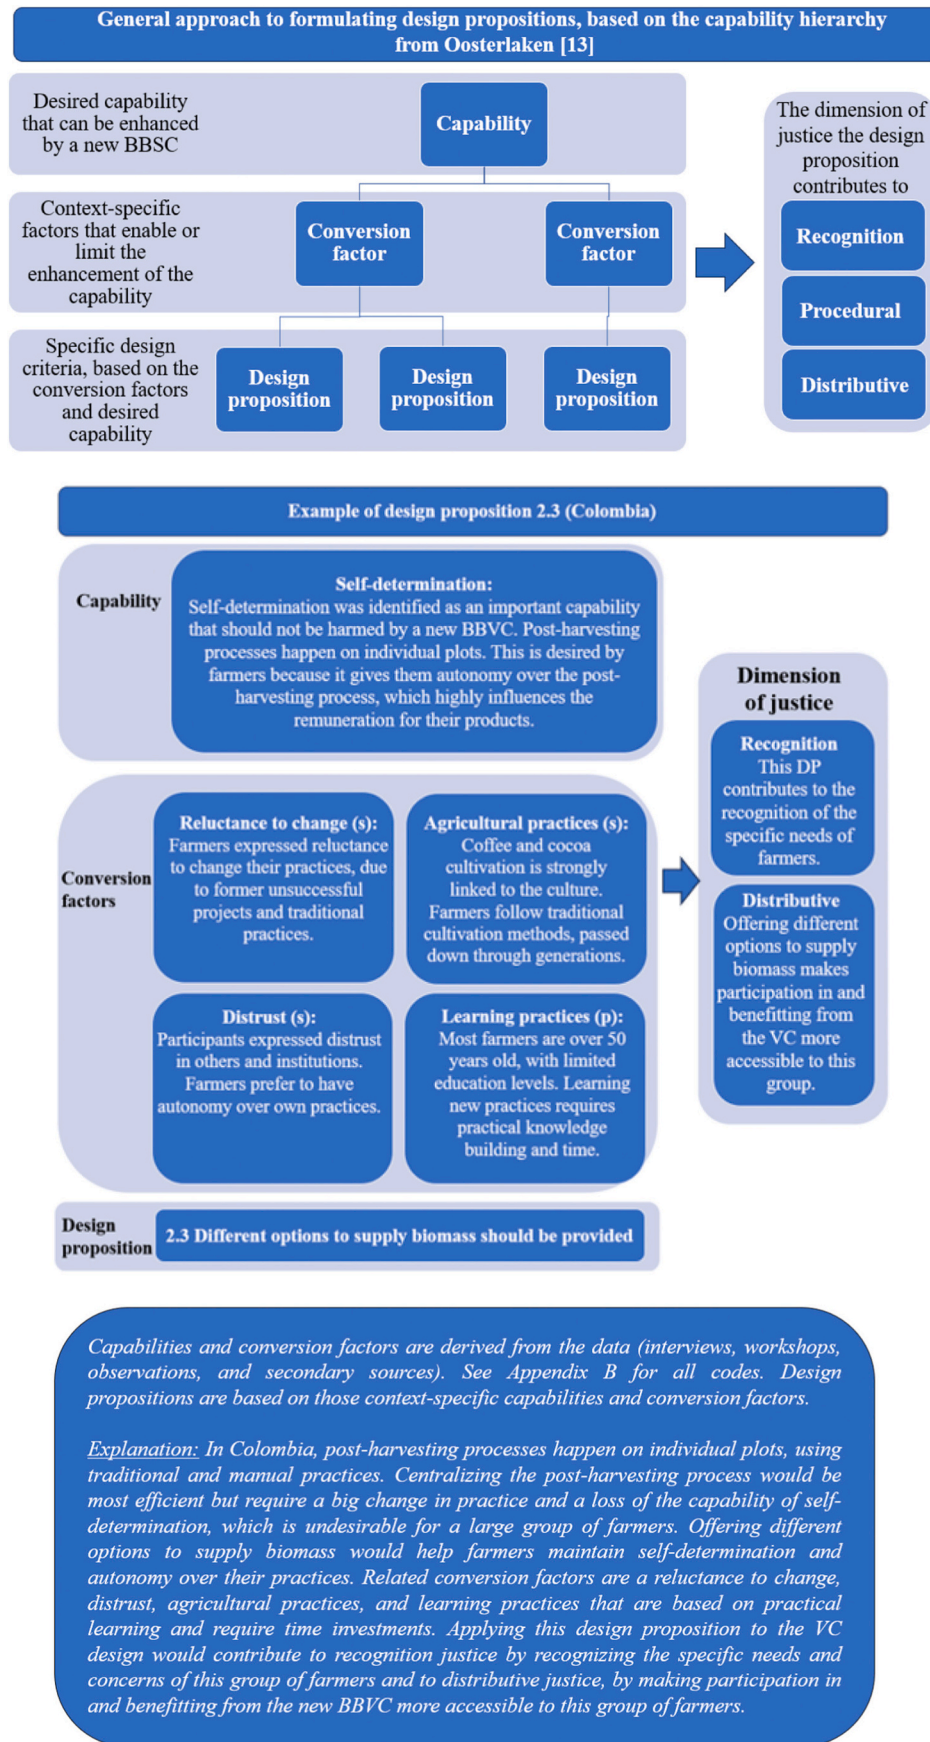 General approach to formulating design propositions, based on the capability hierarchy
from Oosterlaken [13]
Desired capability
that can be enhanced
by a new BBSC
Capability
Context-specific
factors that enable or
limit the
enhancement of the
capability
Conversion
factor
Conversion
factor
Specific design
criteria, based on the
conversion factors
and desired
capability
Design
proposition
Design
proposition
Design
proposition
The dimension of
justice the design
proposition
contributes to
Recognition
Procedural
Distributive
Example of design proposition 2.3 (Colombia)
Capability
Self-determination:
Self-determination was identified as an important capability
that should not be harmed by a new BBVC. Post-harvesting
processes happen on individual plots. This is desired by
farmers because it gives them autonomy over the post-
harvesting process, which highly influences the
remuneration for their products.
Conversion
factors
Reluctance to change (s):
Farmers expressed reluctance
to change their practices, due
to former unsuccessful
projects and traditional
practices.
Agricultural practices (s):
Coffee and cocoa
cultivation is strongly
linked to the culture.
Farmers follow traditional
cultivation methods, passed
down through generations.
Distrust (s):
Participants expressed distrust
in others and institutions.
Farmers prefer to have
autonomy over own practices.
Learning practices (p):
Most farmers are over 50
years old, with limited
education levels. Learning
new practices requires
practical knowledge
building and time.
Design
proposition
2.3 Different options to supply biomass should be provided
Dimension
of justice
Recognition
This DP
contributes to the
recognition of the
specific needs of
farmers.
Distributive
Offering different
options to supply
biomass makes
participation in and
benefitting from
the VC more
accessible to this
group.
Capabilities and conversion factors are derived from the data (interviews, workshops,
observations, and secondary sources). See Appendix B for all codes. Design
propositions are based on those context-specific capabilities and conversion factors.
Explanation: In Colombia, post-harvesting processes happen on individual plots, using
traditional and manual practices. Centralizing the post-harvesting process would be
most efficient but require a big change in practice and a loss of the capability of self-
determination, which is undesirable for a large group of farmers. Offering different
options to supply biomass would help farmers maintain self-determination and
autonomy over their practices. Related conversion factors are a reluctance to change,
distrust, agricultural practices, and learning practices that are based on practical
learning and require time investments. Applying this design proposition to the VC
design would contribute to recognition justice by recognizing the specific needs and
concerns of this group of farmers and to distributive justice, by making participation in
and benefitting from the new BBVC more accessible to this group of farmers.